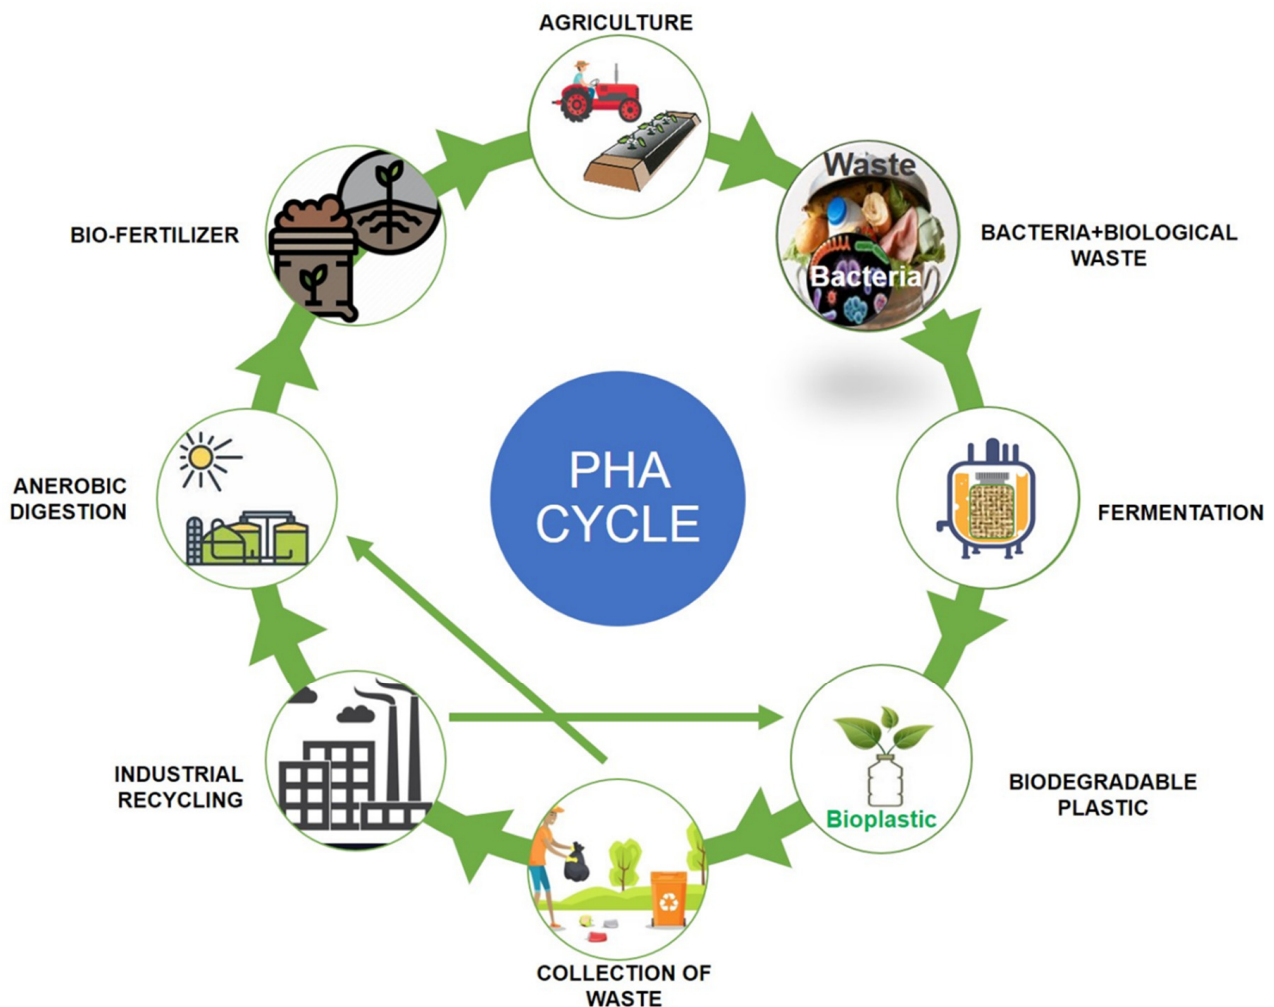 AGRICULTURE
Waste
Bacteria
BACTERIA+BIOLOGICAL
WASTE
BIO-FERTILIZER
PHA
CYCLE
ANEROBIC
DIGESTION
FERMENTATION
INDUSTRIAL
RECYCLING
BIODEGRADABLE
PLASTIC
Bioplastic
COLLECTION OF
WASTE